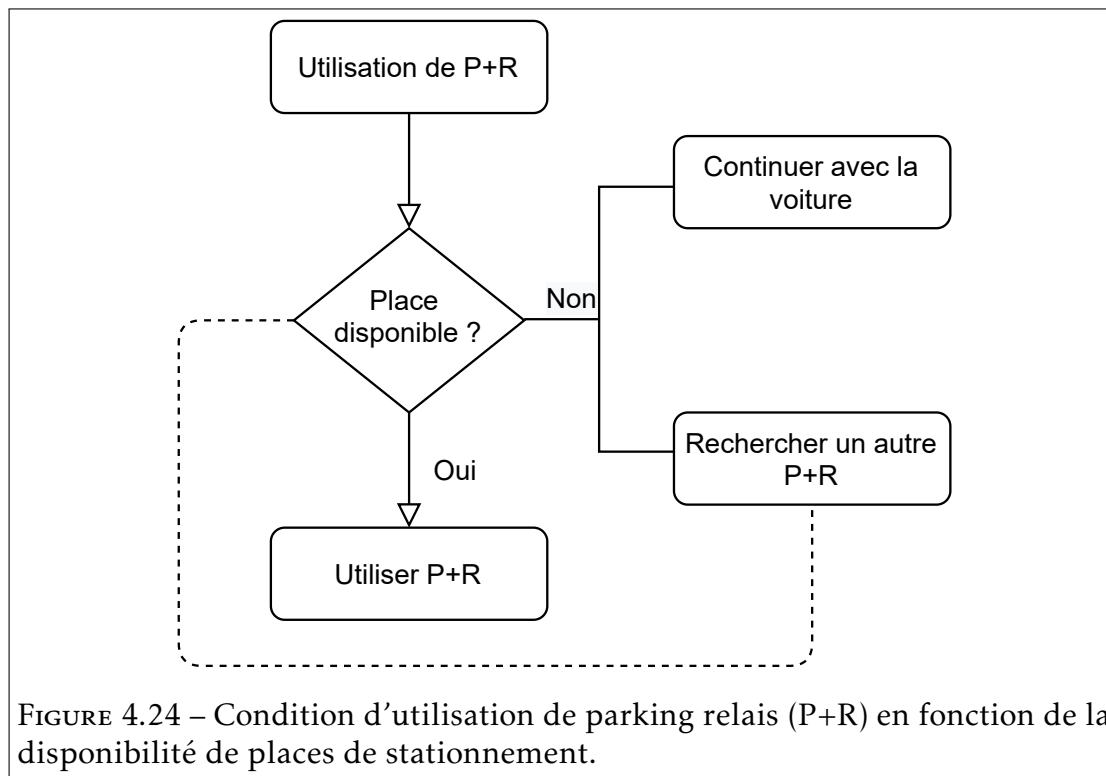 Utilisation de P+R
Continuer avec la
voiture
Place
disponible ?
Non
Rechercher un autre
P+R
Oui
Utiliser P+R
FIGURE 4.24 – Condition d'utilisation de parking relais (P+R) en fonction de la
disponibilité de places de stationnement.